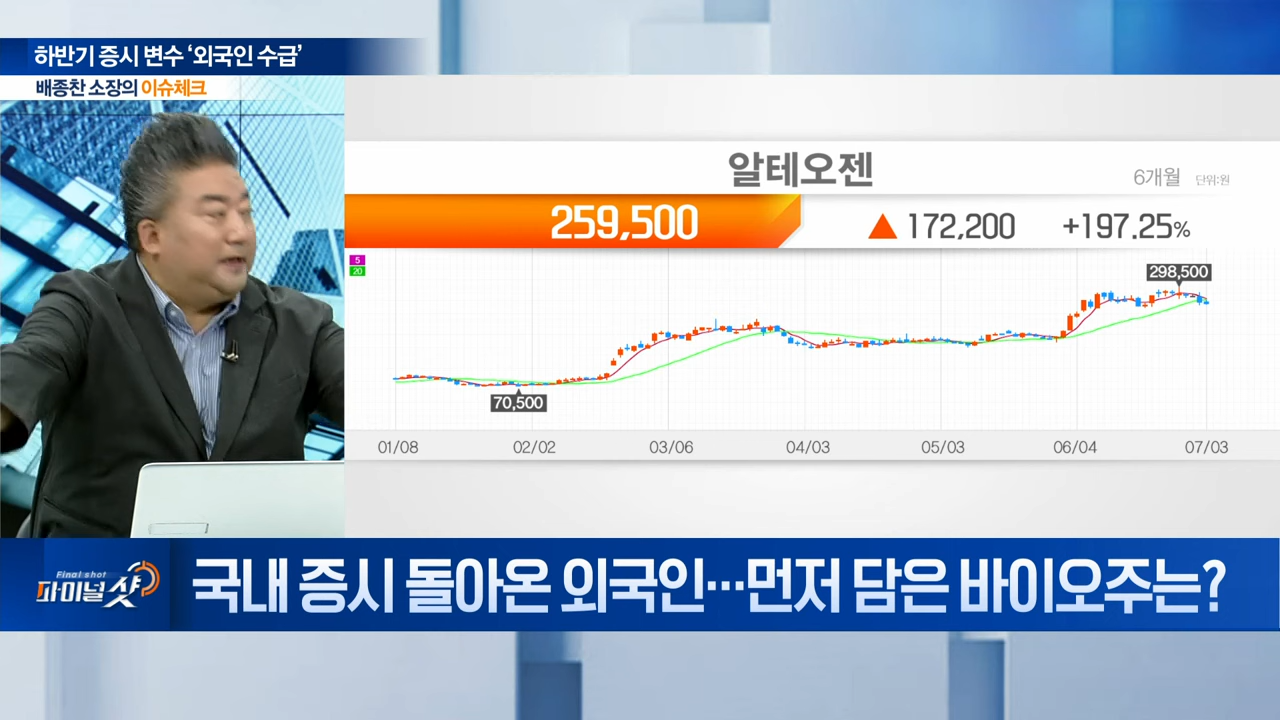 하반기 증시 변수 ‘외국인 수급’
배종찬 소장의 이슈체크
알테오젠
6개월 단위:원
259,500 ▲ 172,200 +197.25%
5
20
298,500
70,500
01/08 02/02 03/06 04/03 05/03 06/04 07/03
Final shot
파이널샷
국내 증시 돌아온 외국인…먼저 담은 바이오주는?